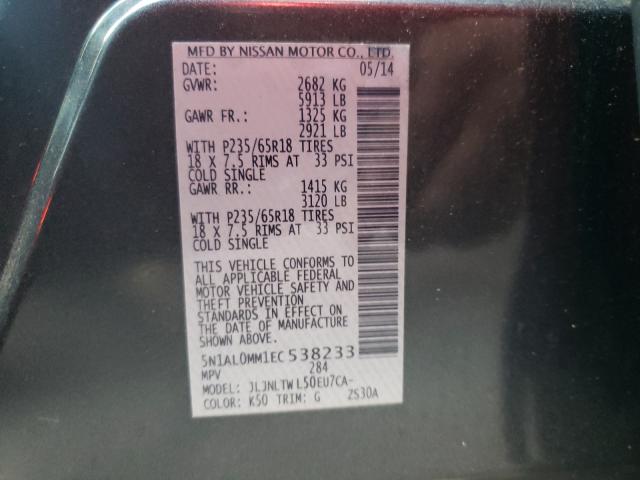 MFD BY NISSAN MOTOR CO., LTD.
DATE: 05/14
GVWR: 2682 KG
5913 LB
GAWR FR.: 1325 KG
2921 LB
WITH P235/65R18 TIRES
18 X 7.5 RIMS AT 33 PSI
COLD SINGLE
GAWR RR.: 1415 KG
3120 LB
WITH P235/65R18 TIRES
18 X 7.5 RIMS AT 33 PSI
COLD SINGLE
THIS VEHICLE CONFORMS TO
ALL APPLICABLE FEDERAL
MOTOR VEHICLE SAFETY AND
THEFT PREVENTION
STANDARDS IN EFFECT ON
THE DATE OF MANUFACTURE
SHOWN ABOVE.
5N1AL0MM1EC538233
MPV 284
MODEL: JLJNLTWL50EU7CA-
COLOR: K50 TRIM: G ZS30A